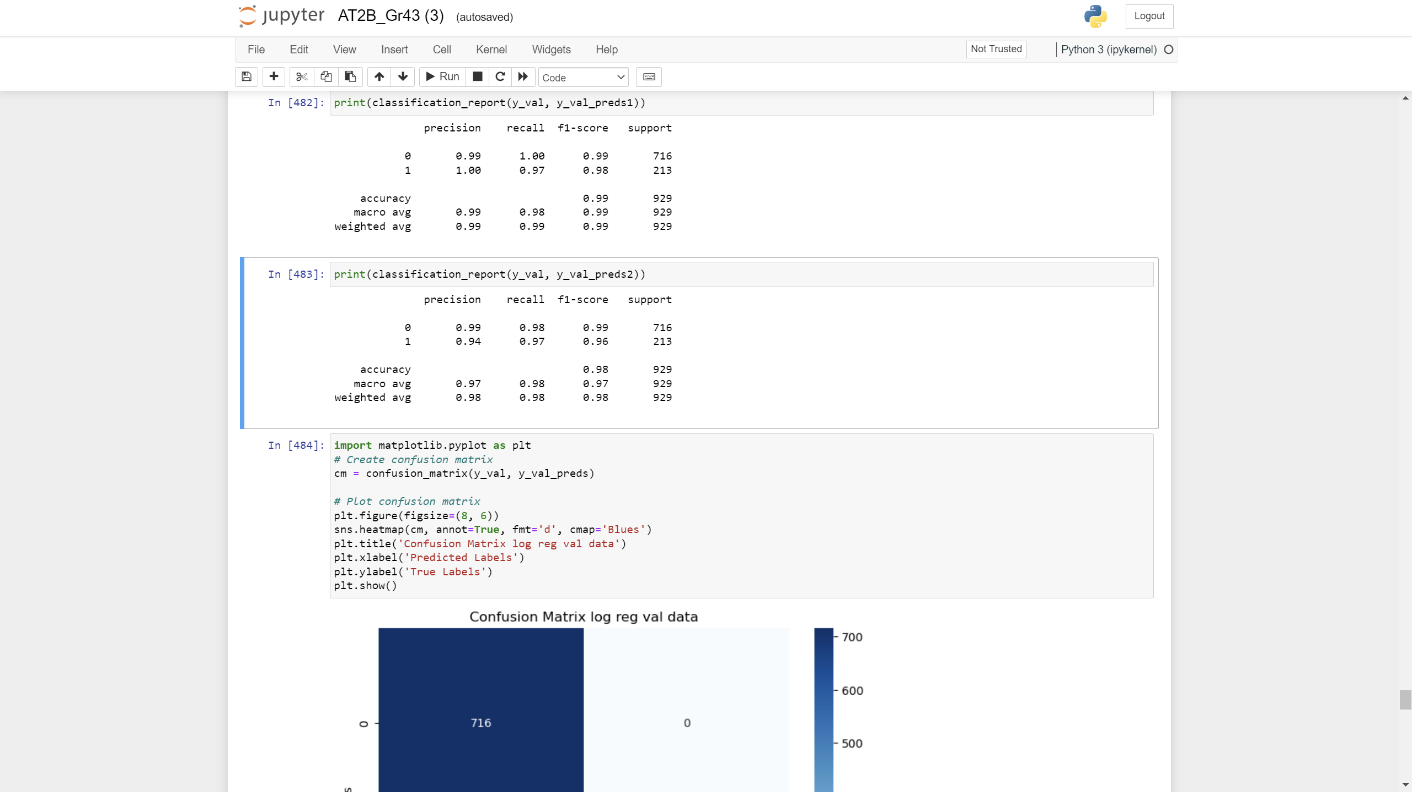 jupyter AT2B_Gr43 (3) (autosaved) Logout
File Edit View Insert Cell Kernel Widgets Help Not Trusted Python 3 (ipykernel)
Run Code
In [482]: print(classification_report(y_val, y_val_preds1))
precision recall f1-score support
0 0.99 1.00 0.99 716
1 1.00 0.97 0.98 213
accuracy 0.99 929
macro avg 0.99 0.98 0.99 929
weighted avg 0.99 0.99 0.99 929
In [483]: print(classification_report(y_val, y_val_preds2))
precision recall f1-score support
0 0.99 0.98 0.99 716
1 0.94 0.97 0.96 213
accuracy 0.98 929
macro avg 0.97 0.98 0.97 929
weighted avg 0.98 0.98 0.98 929
In [484]: import matplotlib.pyplot as plt
# Create confusion matrix
cm = confusion_matrix(y_val, y_val_preds)
# Plot confusion matrix
plt.figure(figsize=(8, 6))
sns.heatmap(cm, annot=True, fmt='d', cmap='Blues')
plt.title('Confusion Matrix log reg val data')
plt.xlabel('Predicted Labels')
plt.ylabel('True Labels')
plt.show()
Confusion Matrix log reg val data
700
600
0 716 0
500